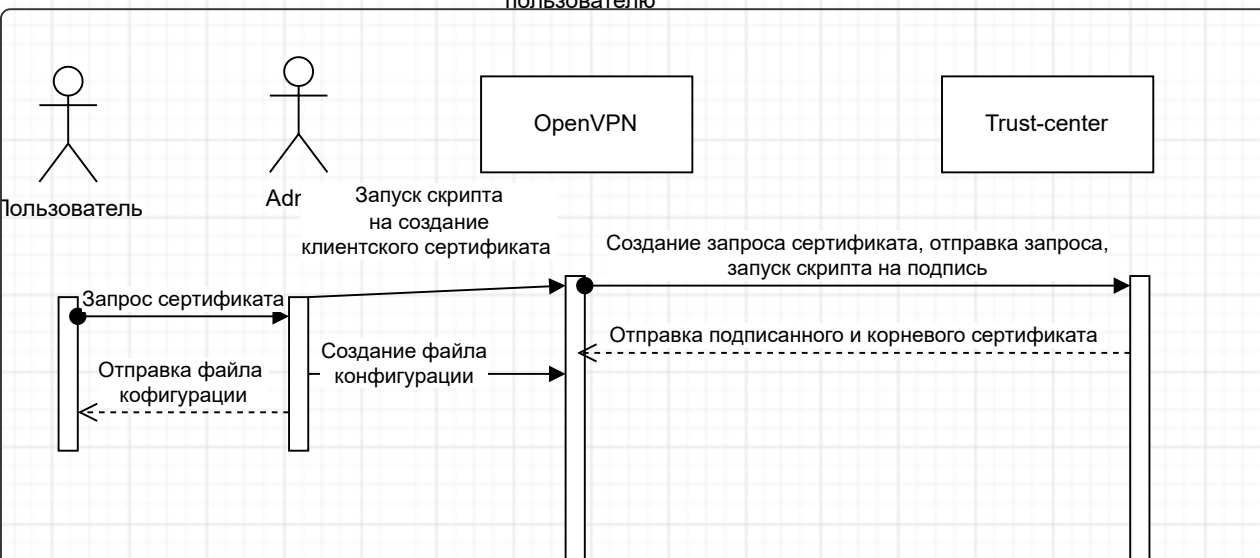 пользователю
OpenVPN
Trust-center
Пользователь
Adr
Запуск скрипта
на создание
клиентского сертификата
Создание запроса сертификата, отправка запроса,
запуск скрипта на подпись
Запрос сертификата
Отправка подписанного и корневого сертификата
Создание файла
конфигурации
Отправка файла
кофигурации